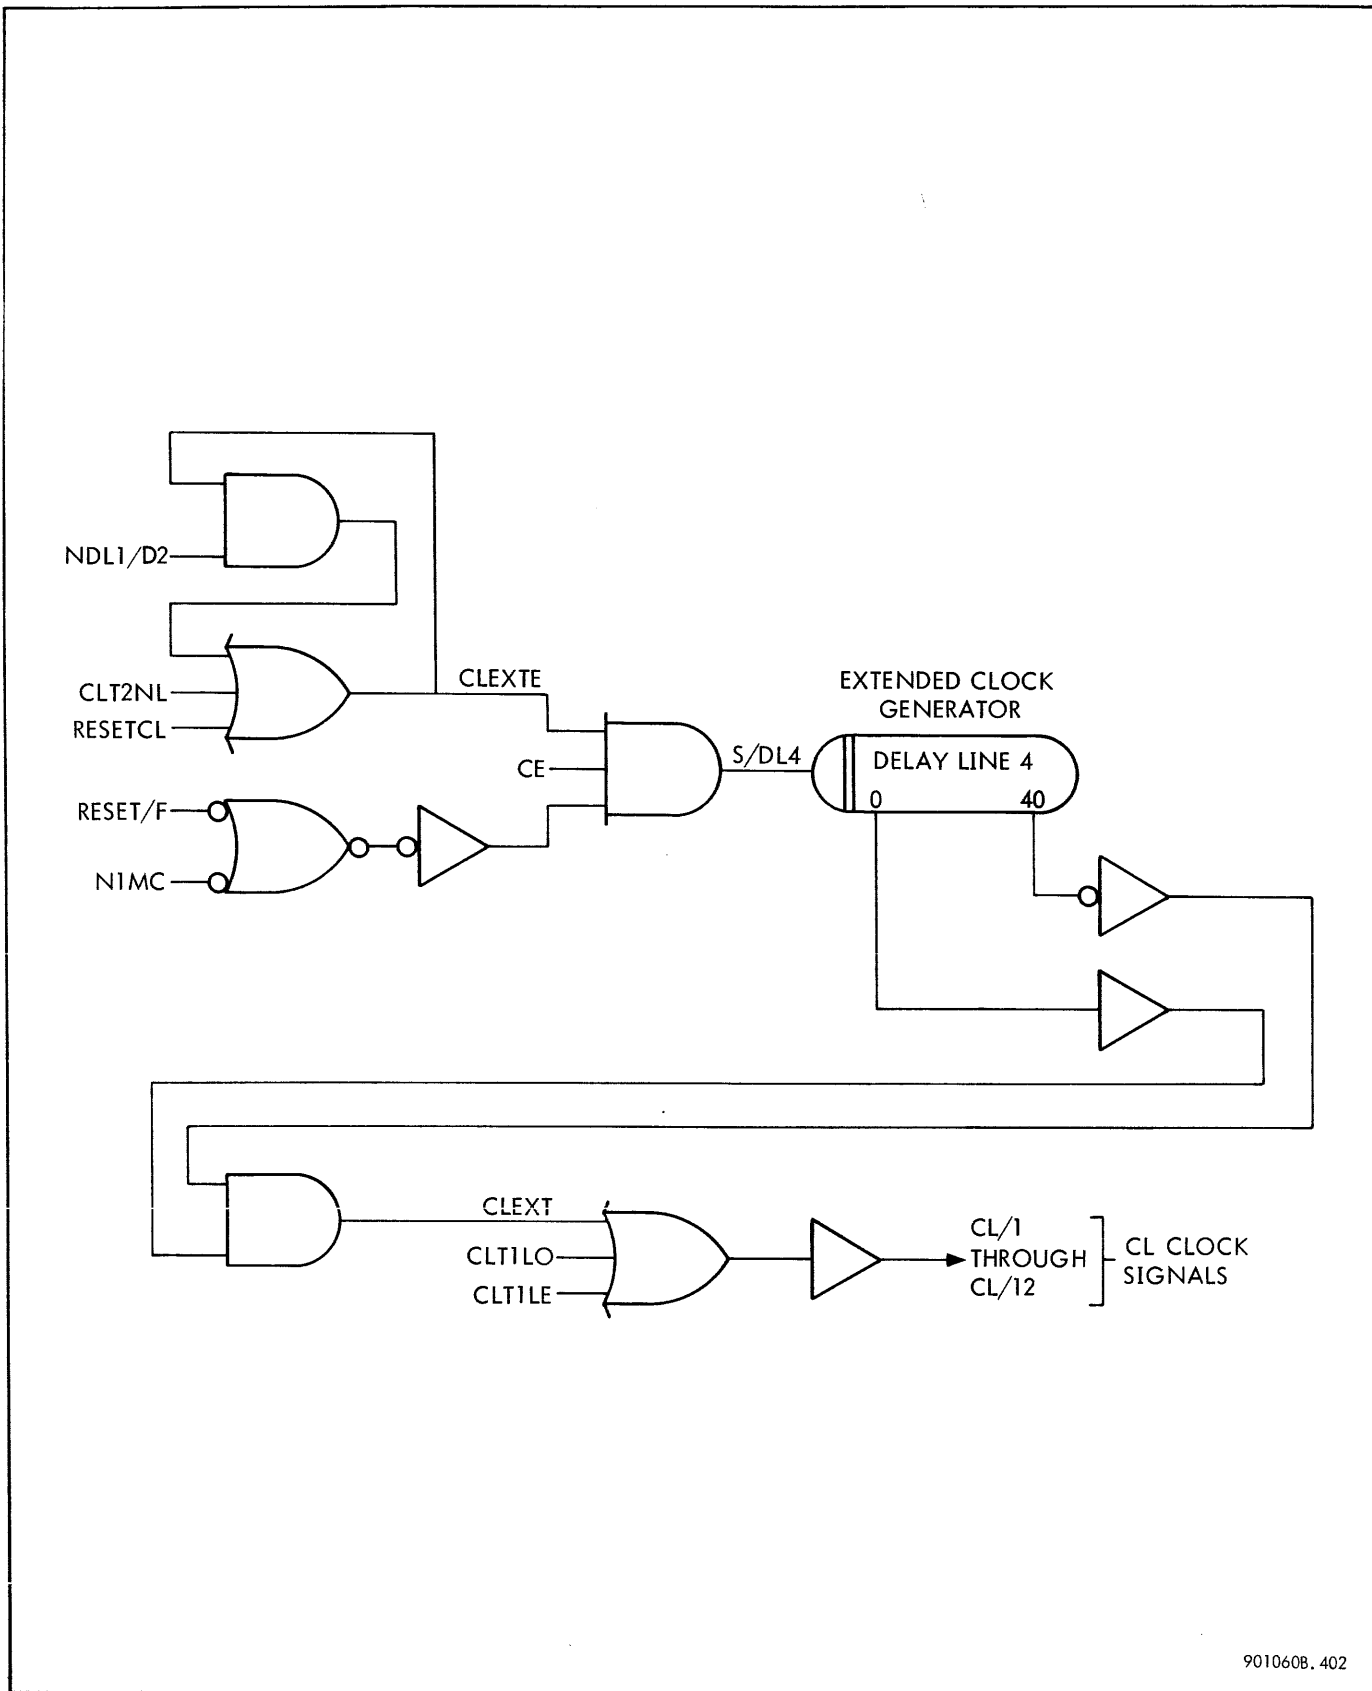 NDL1/D2
CLT2NL
RESETCL
CLEXTE
RESET/F
N1MC
CE
S/DL4
EXTENDED CLOCK
GENERATOR
DELAY LINE 4
0 40
CLEXT
CLT1LO
CLT1LE
CL/1
THROUGH
CL/12
CL CLOCK
SIGNALS
901060B. 402